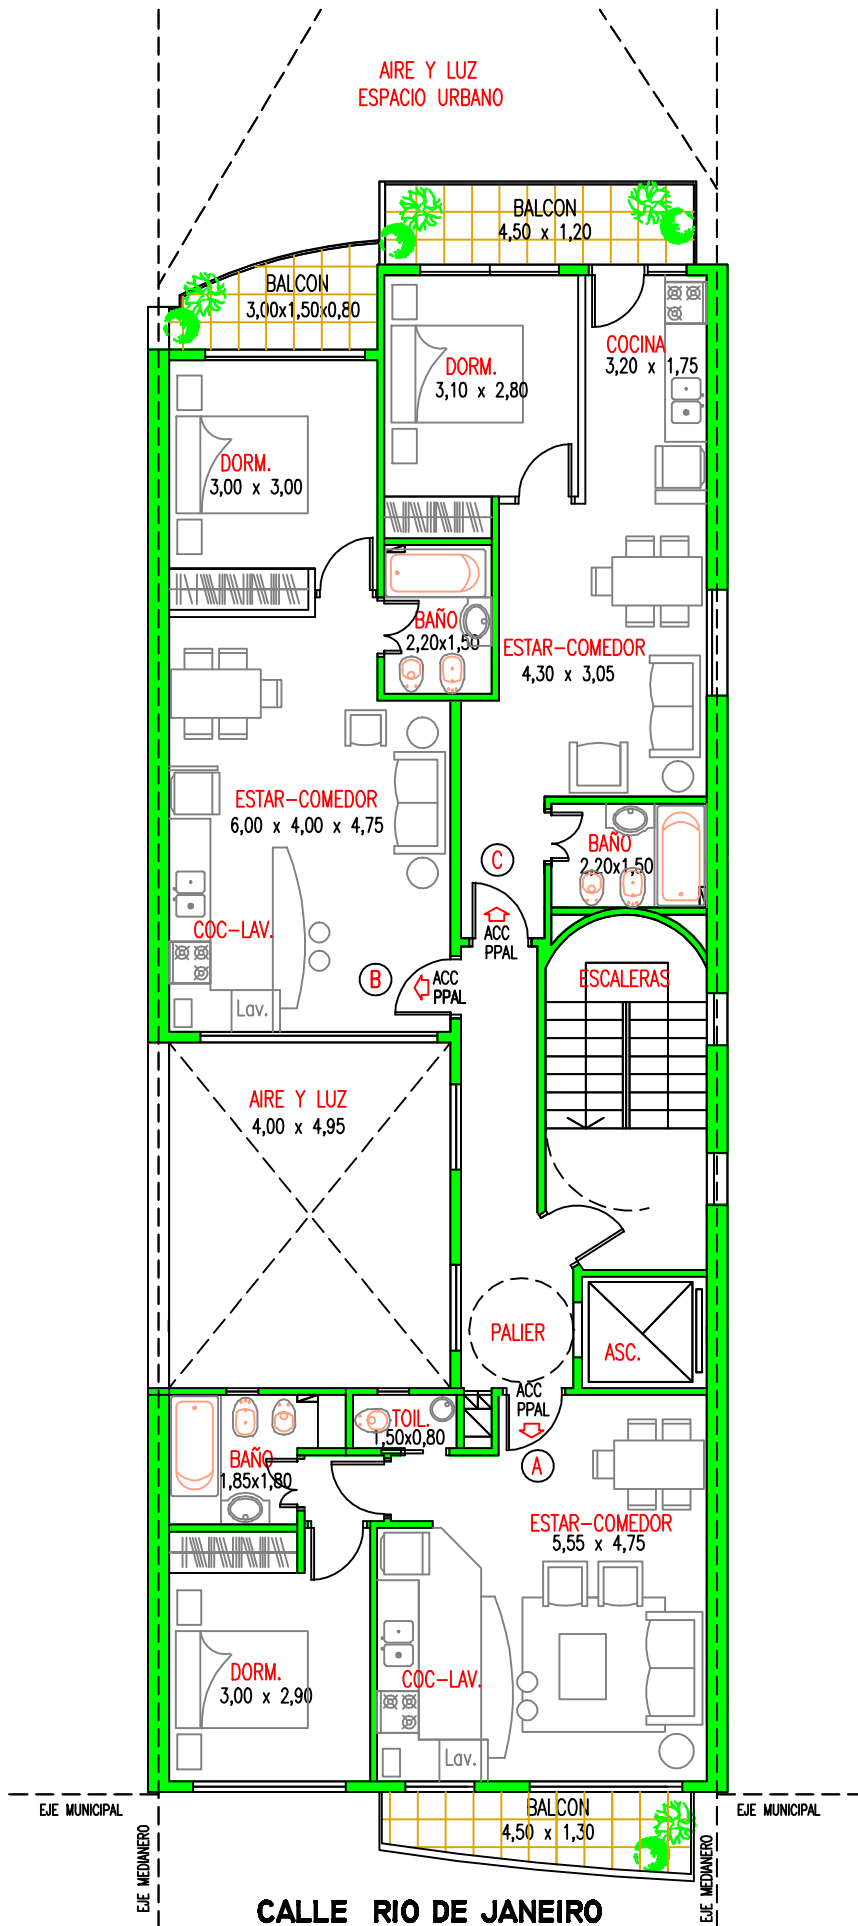 AIRE Y LUZ
ESPACIO URBANO
BALCON
4,50 x 1,20
BALCON
3,00x1,50x0,80
COCINA
3,20 x 1,75
DORM.
3,10 x 2,80
DORM.
3,00 x 3,00
BAÑO
2,20x1,50
ESTAR-COMEDOR
4,30 x 3,05
ESTAR-COMEDOR
6,00 x 4,00 x 4,75
BAÑO
2,20x1,50
C
COC-LAV.
ACC
PPAL
B
ACC
PPAL
ESCALERAS
Lav.
AIRE Y LUZ
4,00 x 4,95
PALIER
ASC.
ACC
PPAL
TOIL.
1,50x0,80
BAÑO
1,85x1,80
A
ESTAR-COMEDOR
5,55 x 4,75
DORM.
3,00 x 2,90
COC-LAV.
Lav.
BALCON
4,50 x 1,30
EJE MUNICIPAL
EJE MUNICIPAL
EJE MEDIANERO
EJE MEDIANERO
CALLE RIO DE JANEIRO